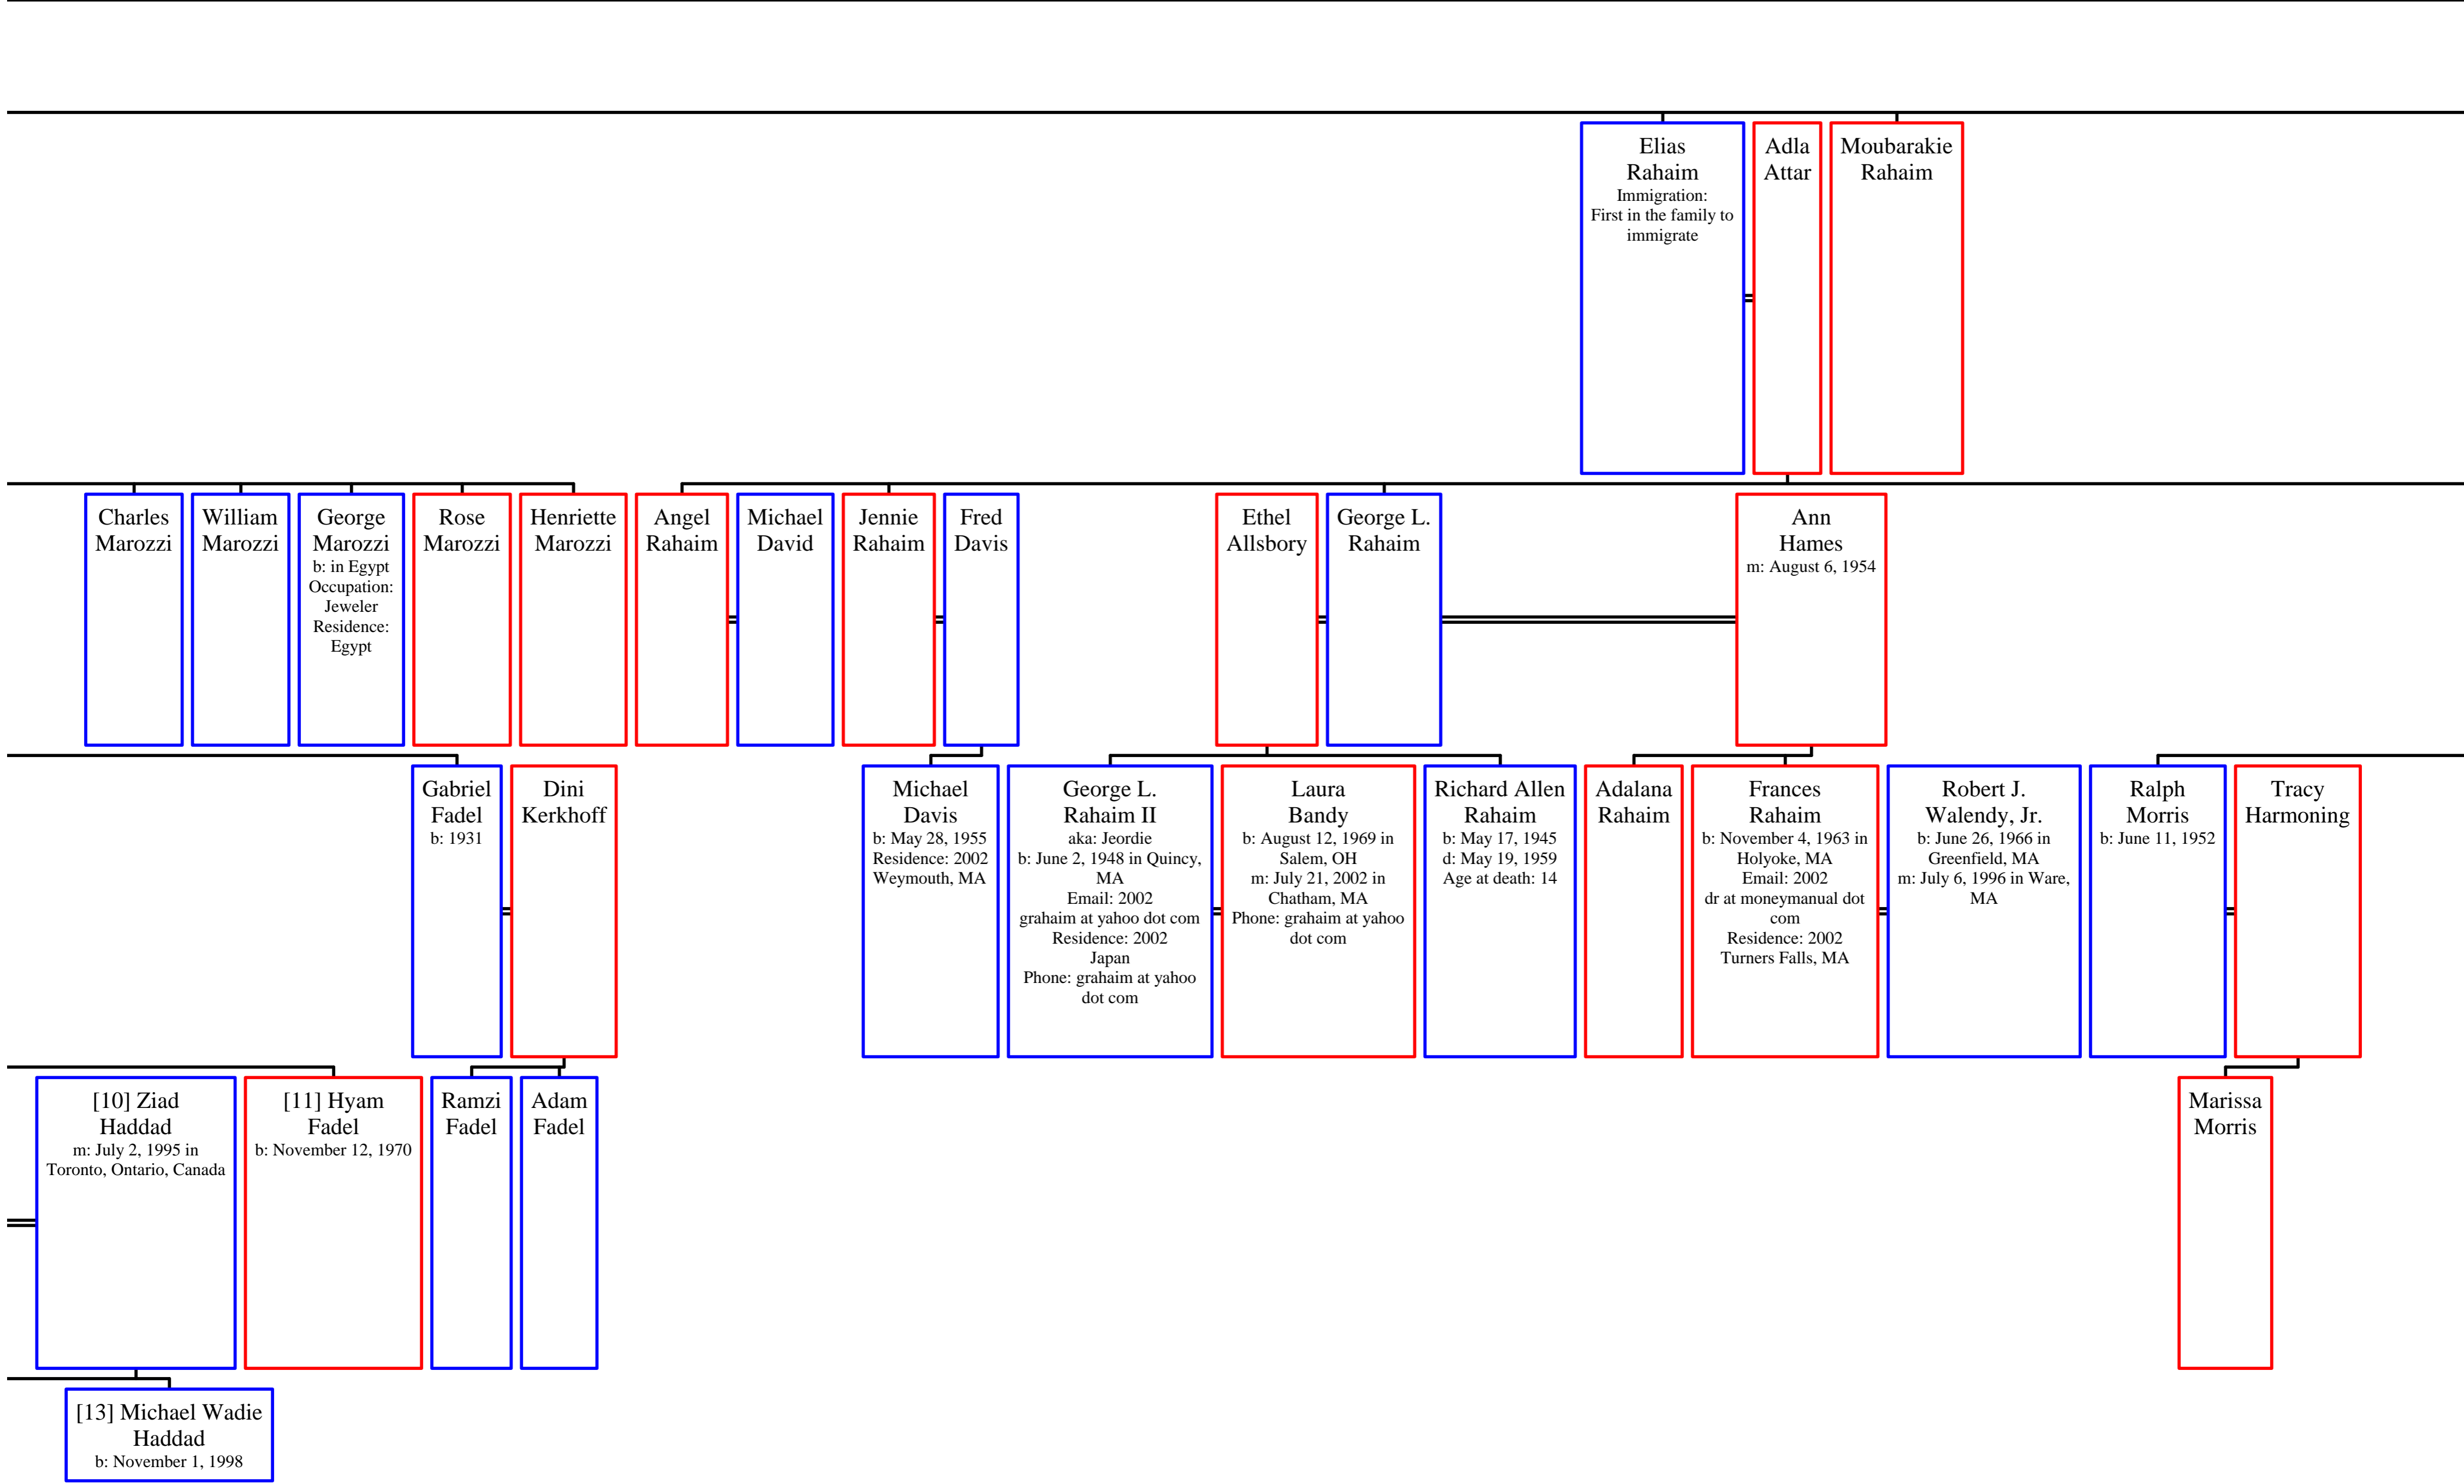 Elias
Rahaim
Immigration:
First in the family to
immigrate
Adla
Attar
Moubarakie
Rahaim
Charles
Marozzi
William
Marozzi
George
Marozzi
b: in Egypt
Occupation:
Jeweler
Residence:
Egypt
Rose
Marozzi
Henriette
Marozzi
Angel
Rahaim
Michael
David
Jennie
Rahaim
Fred
Davis
Ethel
Allsbory
George L.
Rahaim
Ann
Hames
m: August 6, 1954
Gabriel
Fadel
b: 1931
Dini
Kerkhoff
Michael
Davis
b: May 28, 1955
Residence: 2002
Weymouth, MA
George L.
Rahaim II
aka: Jeordie
b: June 2, 1948 in Quincy,
MA
Email: 2002
grahaim at yahoo dot com
Residence: 2002
Japan
Phone: grahaim at yahoo
dot com
Laura
Bandy
b: August 12, 1969 in
Salem, OH
m: July 21, 2002 in
Chatham, MA
Phone: grahaim at yahoo
dot com
Richard Allen
Rahaim
b: May 17, 1945
d: May 19, 1959
Age at death: 14
Adalana
Rahaim
Frances
Rahaim
b: November 4, 1963 in
Holyoke, MA
Email: 2002
dr at moneymanual dot
com
Residence: 2002
Turners Falls, MA
Robert J.
Walendy, Jr.
b: June 26, 1966 in
Greenfield, MA
m: July 6, 1996 in Ware,
MA
Ralph
Morris
b: June 11, 1952
Tracy
Harmoning
[10] Ziad
Haddad
m: July 2, 1995 in
Toronto, Ontario, Canada
[11] Hyam
Fadel
b: November 12, 1970
Ramzi
Fadel
Adam
Fadel
Marissa
Morris
[13] Michael Wadie
Haddad
b: November 1, 1998